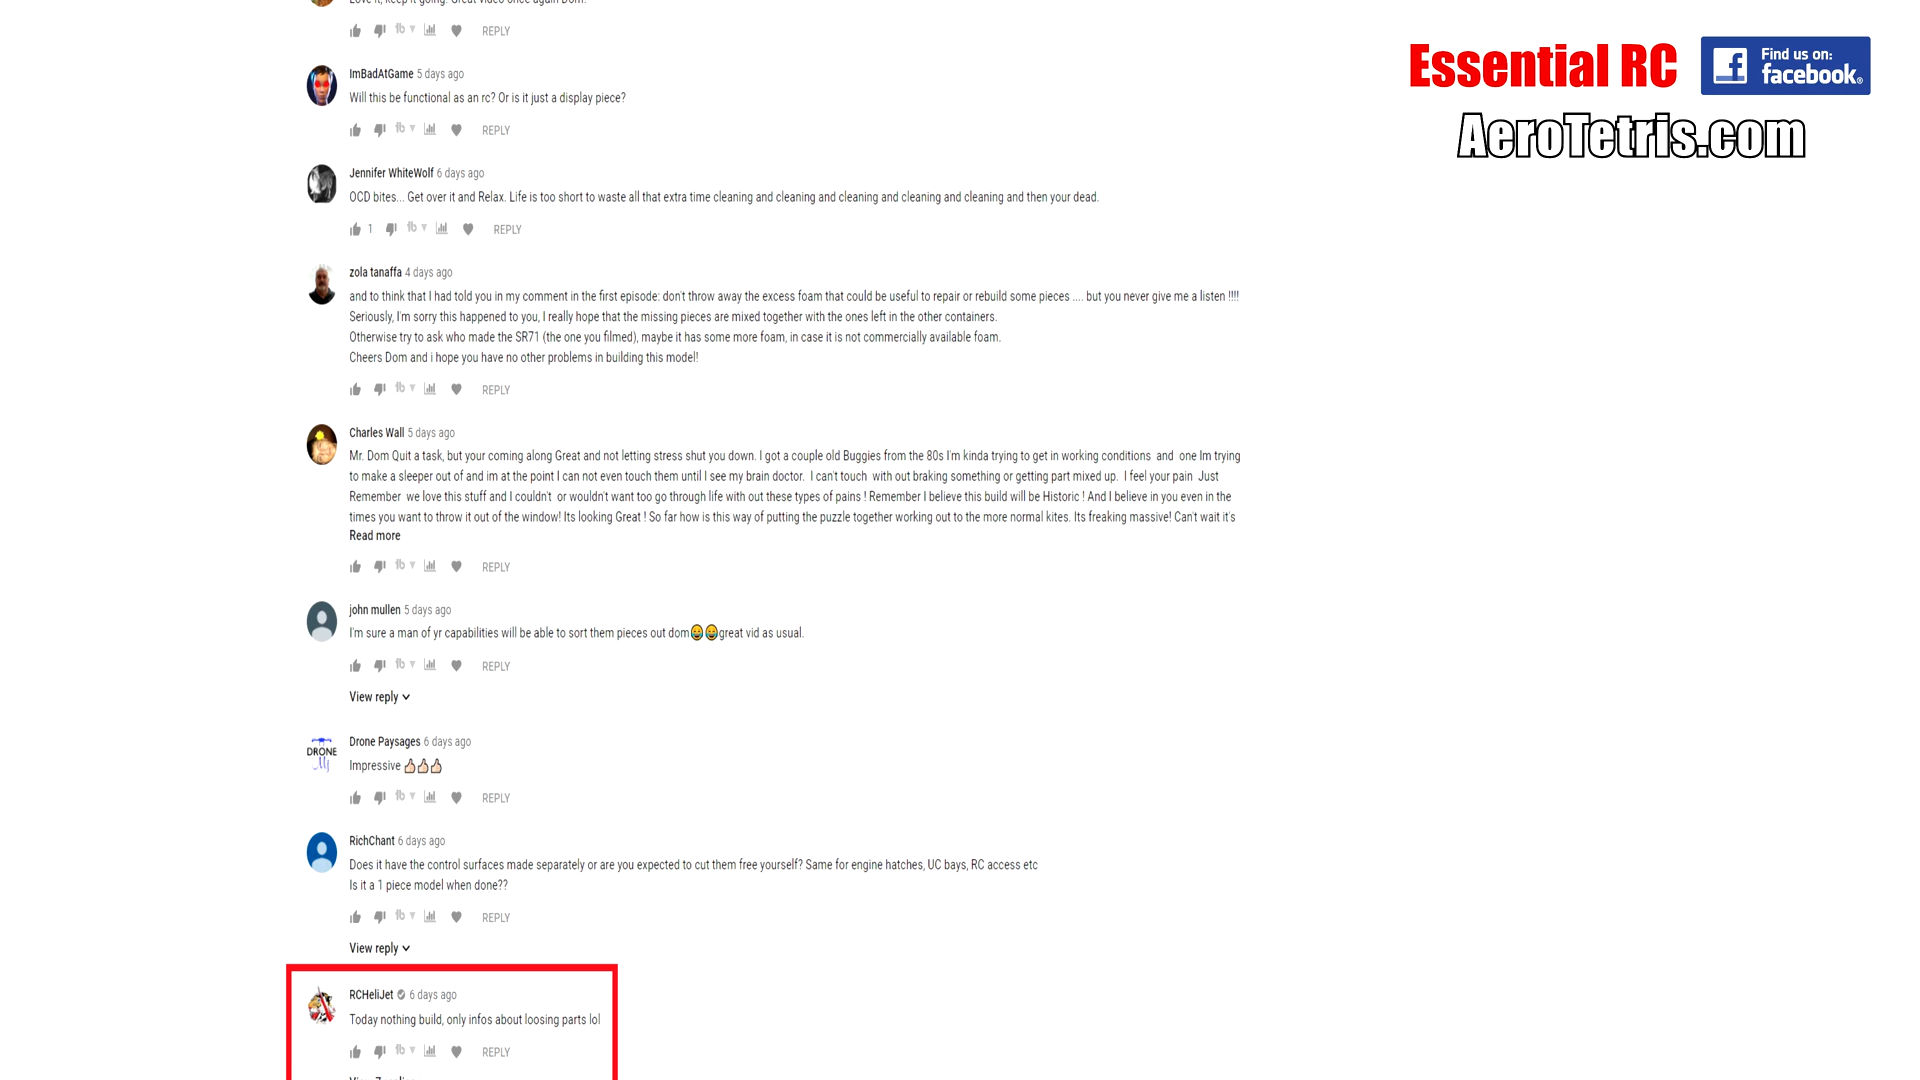 Love it, keep it going. Great video once again Dom.
REPLY
Essential RC
Find us on:
facebook®
AeroTetris.com
ImBadAtGame 5 days ago
Will this be functional as an rc? Or is it just a display piece?
REPLY
Jennifer WhiteWolf 6 days ago
OCD bites... Get over it and Relax. Life is too short to waste all that extra time cleaning and cleaning and cleaning and cleaning and cleaning and then your dead.
1 REPLY
zola tanaffa 4 days ago
and to think that I had told you in my comment in the first episode: don't throw away the excess foam that could be useful to repair or rebuild some pieces .... but you never give me a listen !!!!
Seriously, I'm sorry this happened to you, I really hope that the missing pieces are mixed together with the ones left in the other containers.
Otherwise try to ask who made the SR71 (the one you filmed), maybe it has some more foam, in case it is not commercially available foam.
Cheers Dom and i hope you have no other problems in building this model!
REPLY
Charles Wall 5 days ago
Mr. Dom Quit a task, but your coming along Great and not letting stress shut you down. I got a couple old Buggies from the 80s I'm kinda trying to get in working conditions and one Im trying
to make a sleeper out of and im at the point I can not even touch them until I see my brain doctor. I can't touch with out braking something or getting part mixed up. I feel your pain Just
Remember we love this stuff and I couldn't or wouldn't want too go through life with out these types of pains ! Remember I believe this build will be Historic ! And I believe in you even in the
times you want to throw it out of the window! Its looking Great ! So far how is this way of putting the puzzle together working out to the more normal kites. Its freaking massive! Can't wait it's
Read more
REPLY
john mullen 5 days ago
I'm sure a man of yr capabilities will be able to sort them pieces out dom😂😂great vid as usual.
REPLY
View reply
DRONE
Drone Paysages 6 days ago
Impressive 👍🏻👍🏻👍🏻
REPLY
RichChant 6 days ago
Does it have the control surfaces made separately or are you expected to cut them free yourself? Same for engine hatches, UC bays, RC access etc
Is it a 1 piece model when done??
REPLY
View reply
RCHeliJet 6 days ago
Today nothing build, only infos about loosing parts lol
REPLY